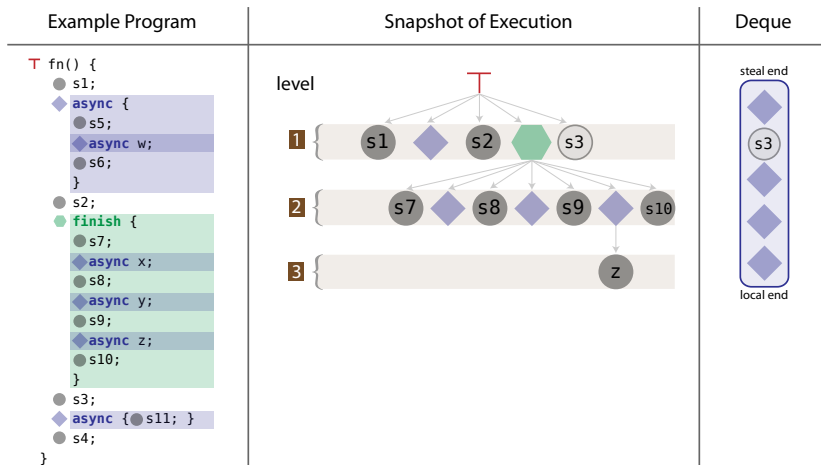 Example Program
Snapshot of Execution
Deque
fn() {
s1;
async {
s5;
async w;
s6;
}
s2;
finish {
s7;
async x;
s8;
async y;
s9;
async z;
s10;
}
s3;
async { s11; }
s4;
}
level
1
s1 s2 s3
2
s7 s8 s9 s10
3
z
steal end
s3
local end